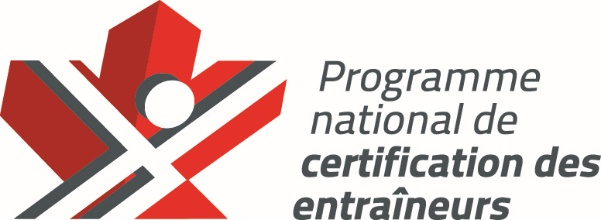 Programme
national de
certification des
entraîneurs